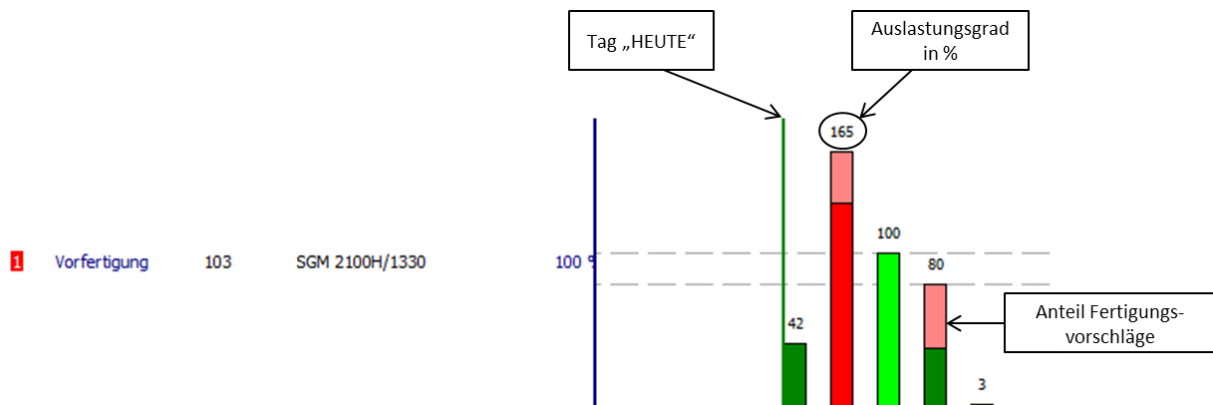 Tag „HEUTE“
Auslastungsgrad
in %
165
100
80
1 Vorfertigung 103 SGM 2100H/1330 100 %
42
Anteil Fertigungs-
vorschläge
3